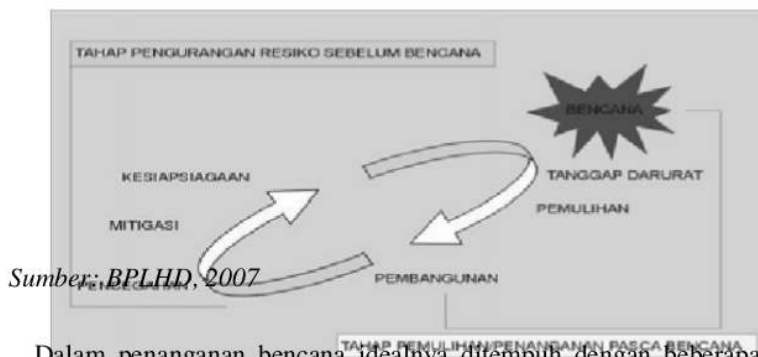 TAHAP PENGURANGAN RESIKO SEBELUM BENCANA
BENCANA
KESIAPSIAGAAN
TANGGAP DARURAT
PEMULIHAN
MITIGASI
Sumber: BPLHD, 2007
PENCEGAHAN
PEMBANGUNAN
TAHAP PEMULIHAN/PENANGANAN PASCA BENCANA
Dalam penanganan bencana idealnya ditempuh dengan beberapa